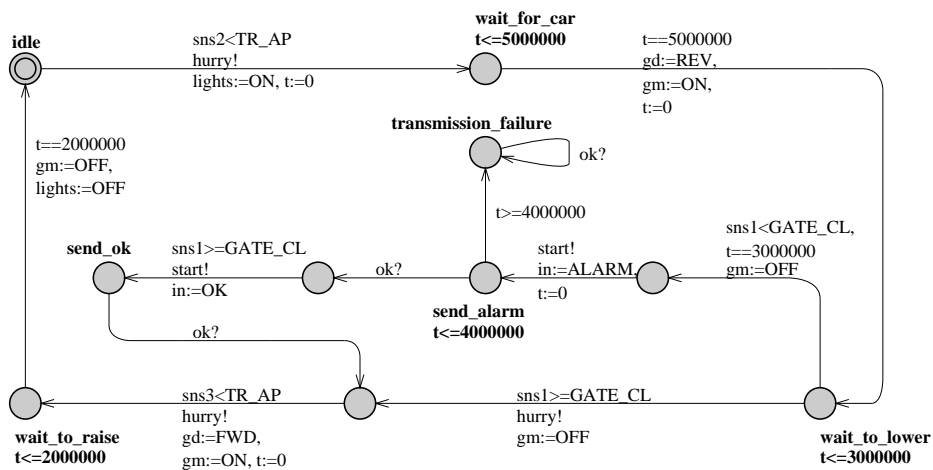 wait_for_car
t<=5000000
idle
sns2<TR_AP
hurry!
lights:=ON, t:=0
t==5000000
gd:=REV,
gm:=ON,
t:=0
transmission_failure
ok?
t==2000000
gm:=OFF,
lights:=OFF
t>=4000000
sns1<GATE_CL,
t==3000000
gm:=OFF
send_ok
sns1>=GATE_CL
start!
in:=OK
ok?
start!
in:=ALARM,
t:=0
send_alarm
t<=4000000
ok?
sns3<TR_AP
hurry!
gd:=FWD,
gm:=ON, t:=0
sns1>=GATE_CL
hurry!
gm:=OFF
wait_to_raise
t<=2000000
wait_to_lower
t<=3000000